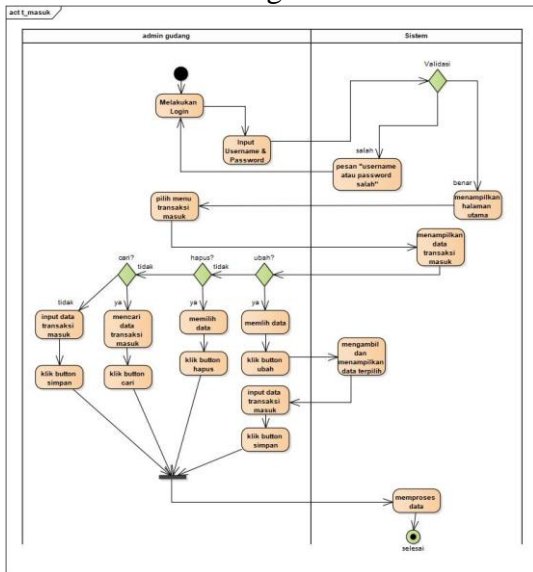 act t_masuk
admin gudang
Sistem
Validasi
Melakukan
Login
Input
Username &
Password
salah
pesan "username
atau password
salah"
benar
menampilkan
halaman
utama
pilih menu
transaksi
masuk
menampilkan
data
transaksi
masuk
cari?
tidak
hapus?
tidak
ubah?
tidak
ya
ya
ya
input data
transaksi
masuk
mencari
data
transaksi
masuk
memilih
data
memlih data
klik button
simpan
klik button
cari
klik button
hapus
klik button
ubah
mengambil
dan
menampilkan
data terpilih
input data
transaksi
masuk
klik button
simpan
memproses
data
selesai